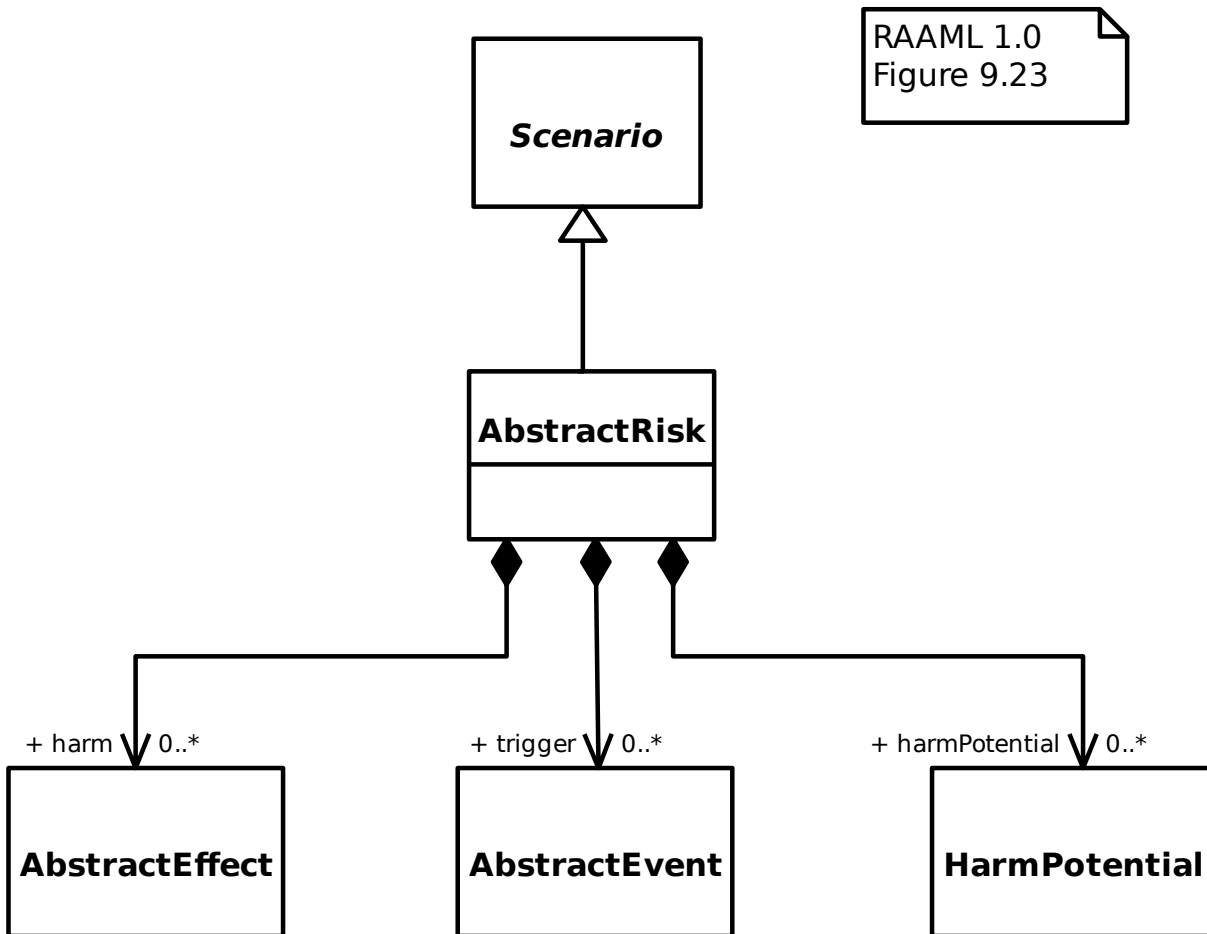 RAAML 1.0
Figure 9.23
Scenario
AbstractRisk
+ harm 0..*
+ trigger 0..*
+ harmPotential 0..*
AbstractEffect
AbstractEvent
HarmPotential